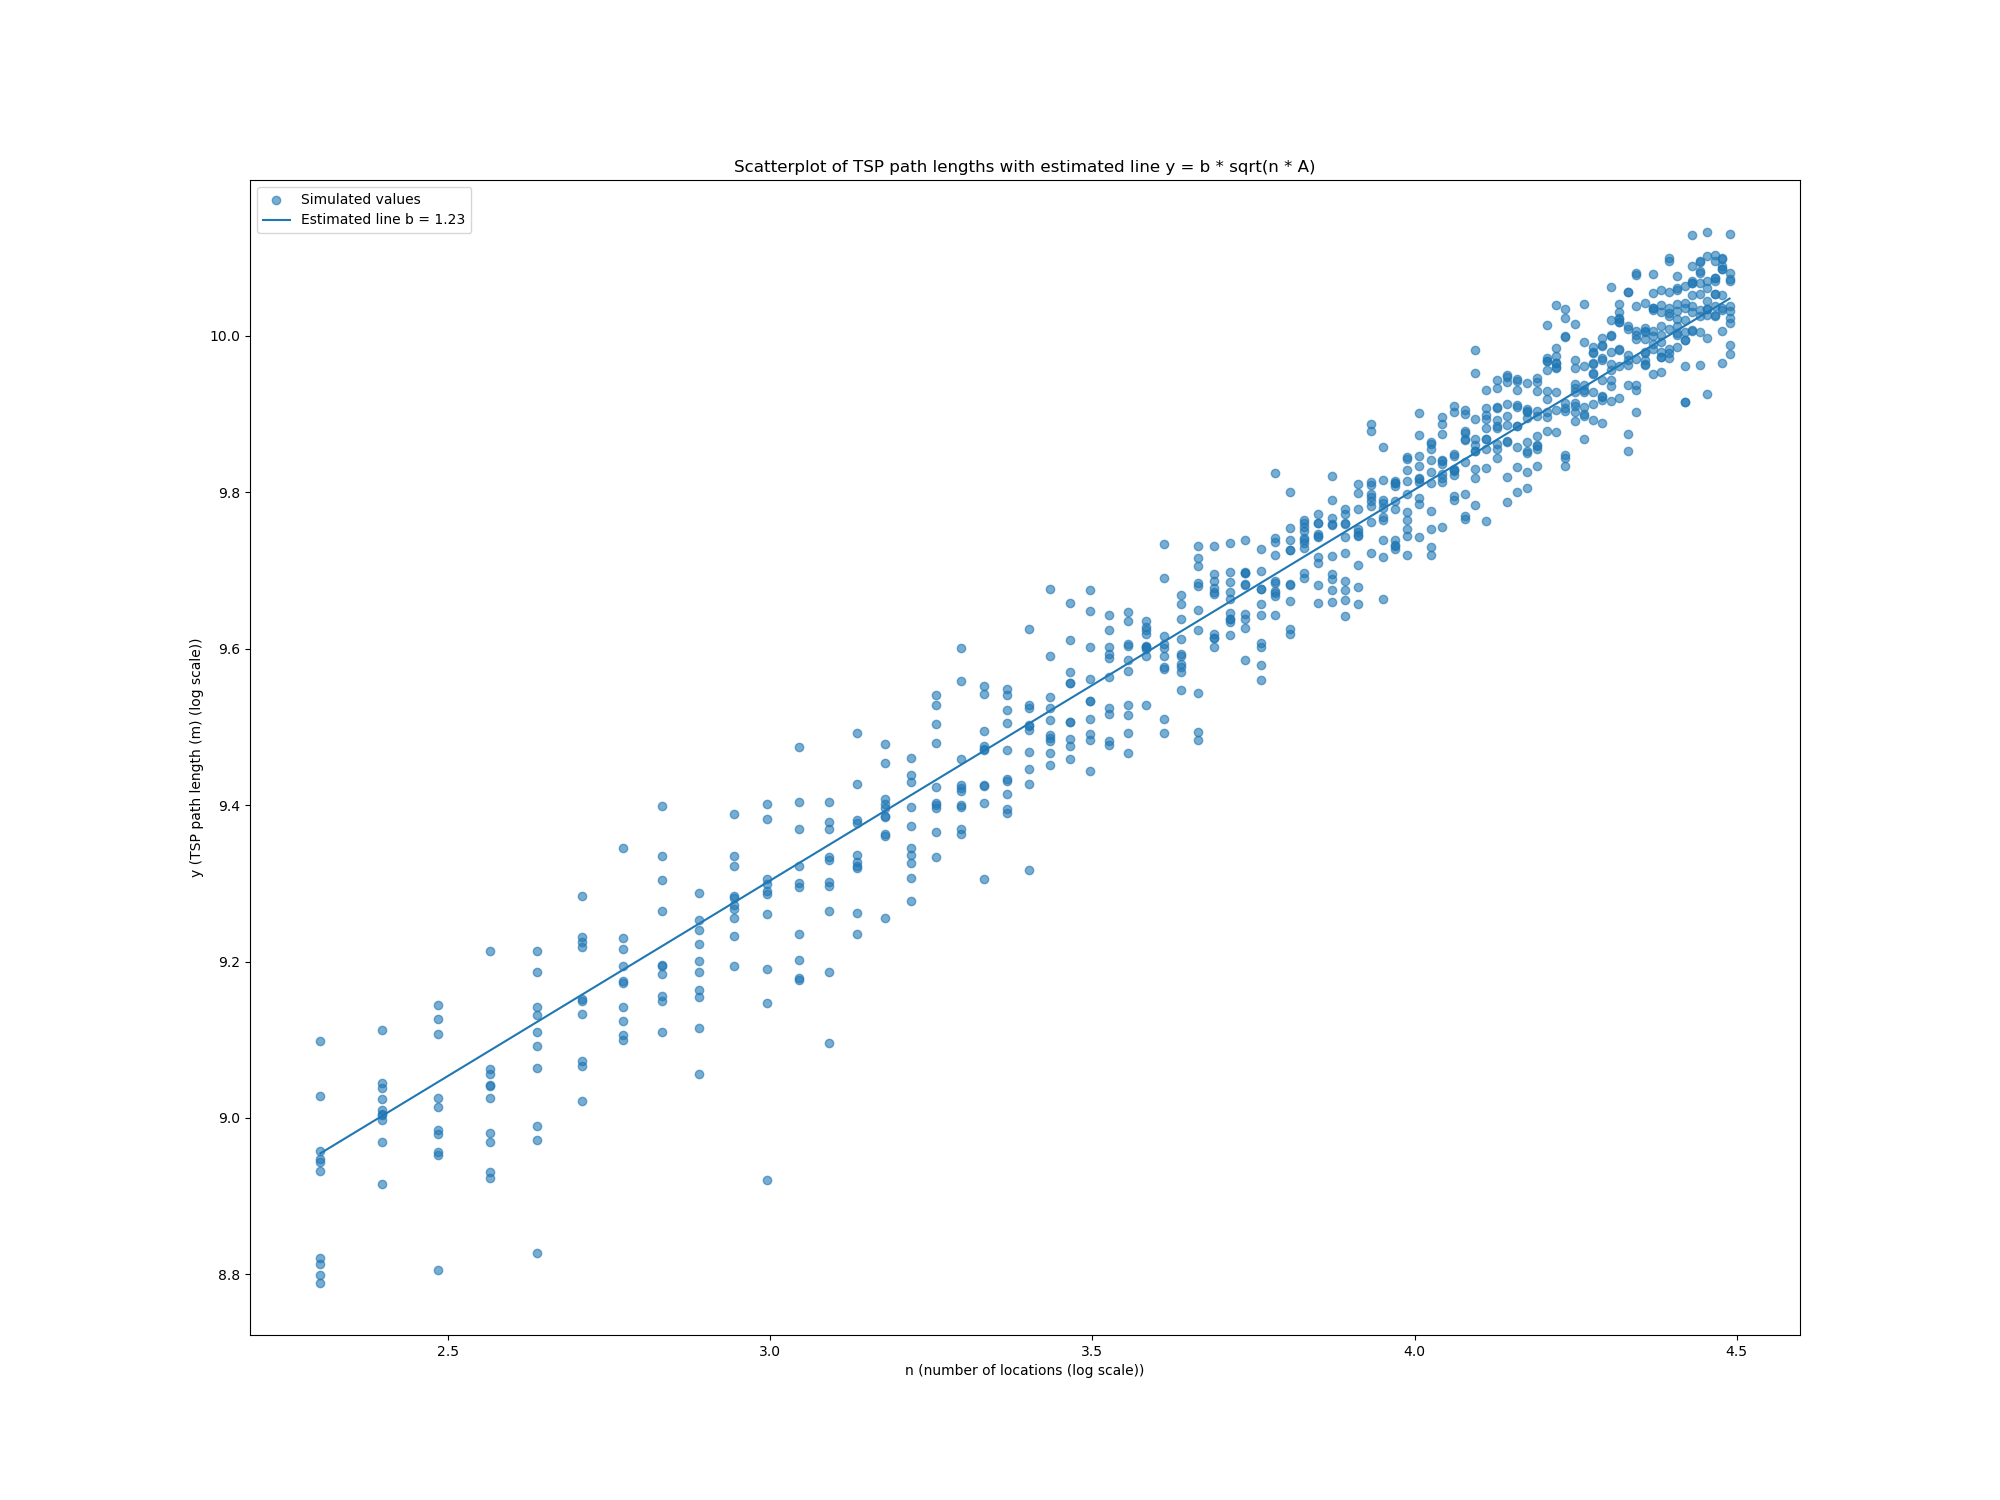 Scatterplot of TSP path lengths with estimated line y = b * sqrt(n * A)
Simulated values
Estimated line b = 1.23
10.0
9.8
9.6
9.4
9.2
9.0
8.8
y (TSP path length (m) (log scale))
2.5
3.0
3.5
4.0
4.5
n (number of locations (log scale))